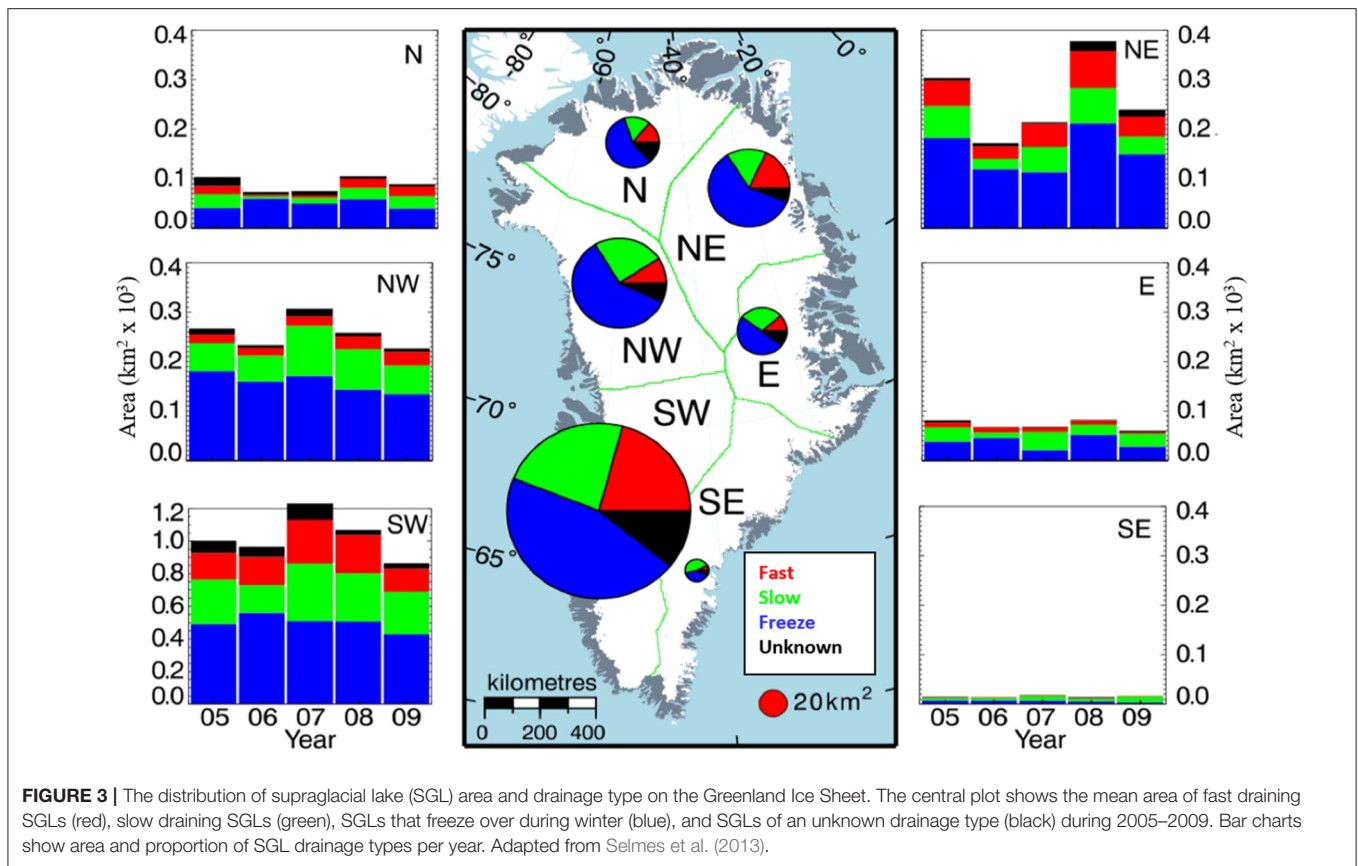 0.4
0.3
0.2
0.1
0.0
N
0.4
0.3
0.2
0.1
0.0
NW
Area (km² x 10³)
1.2
1.0
0.8
0.6
0.4
0.2
0.0
SW
05 06 07 08 09
Year
-80°
-60°
-40°
-20°
0°
80°
75°
70°
65°
N
NE
NW
E
SW
SE
Fast
Slow
Freeze
Unknown
20km²
kilometres
0 200 400
NE
0.4
0.3
0.2
0.1
0.0
E
0.4
0.3
0.2
0.1
0.0
Area (km² x 10³)
SE
0.4
0.3
0.2
0.1
0.0
05 06 07 08 09
Year
FIGURE 3 | The distribution of supraglacial lake (SGL) area and drainage type on the Greenland Ice Sheet. The central plot shows the mean area of fast draining
SGLs (red), slow draining SGLs (green), SGLs that freeze over during winter (blue), and SGLs of an unknown drainage type (black) during 2005–2009. Bar charts
show area and proportion of SGL drainage types per year. Adapted from Selmes et al. (2013).